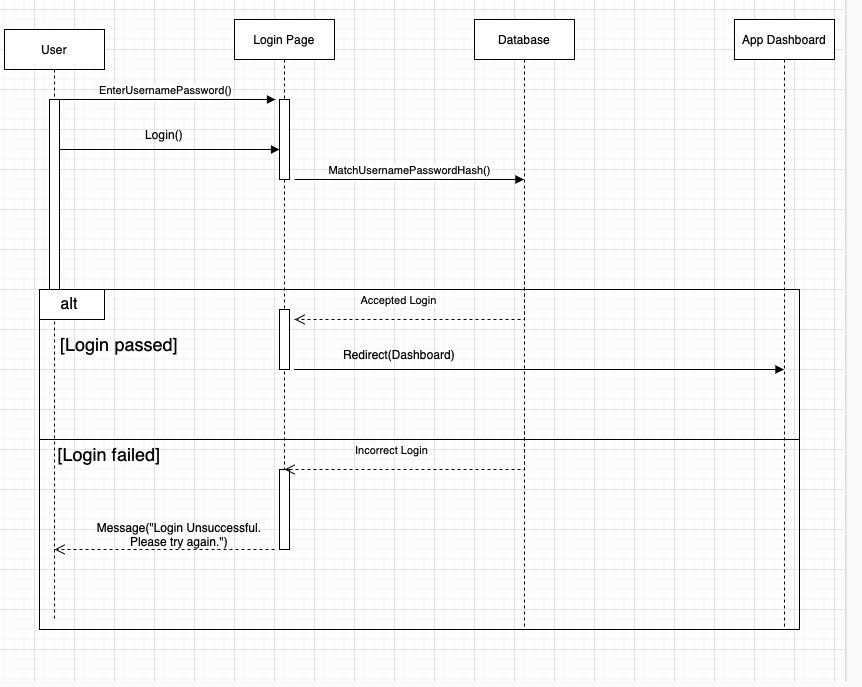 User
Login Page
Database
App Dashboard
EnterUsernamePassword()
Login()
MatchUsernamePasswordHash()
alt
Accepted Login
[Login passed]
Redirect(Dashboard)
[Login failed]
Incorrect Login
Message("Login Unsuccessful.
Please try again.")